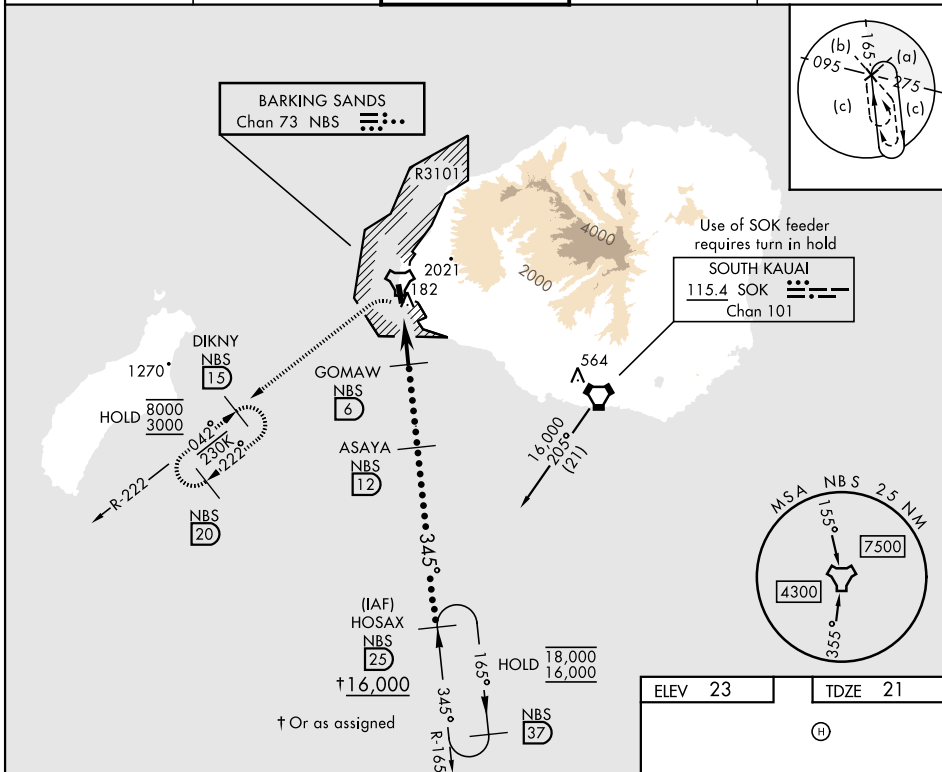 (b)
165
(a)
095
275
(c)
(c)
BARKING SANDS
Chan 73 NBS
R3101
4000
2000
2021
182
Use of SOK feeder
requires turn in hold
SOUTH KAUAI
115.4 SOK
Chan 101
564
16,000
205°
(21)
DIKNY
NBS
15
1270
HOLD 8000
3000
042°
230K
222°
R-222
NBS
20
GOMAW
NBS
6
ASAYA
NBS
12
345°
(IAF)
HOSAX
NBS
25
†16,000
† Or as assigned
165°
HOLD 18,000
16,000
345°
R-165
NBS
37
MSA NBS 25 NM
155°
7500
4300
355°
ELEV 23
TDZE 21
H